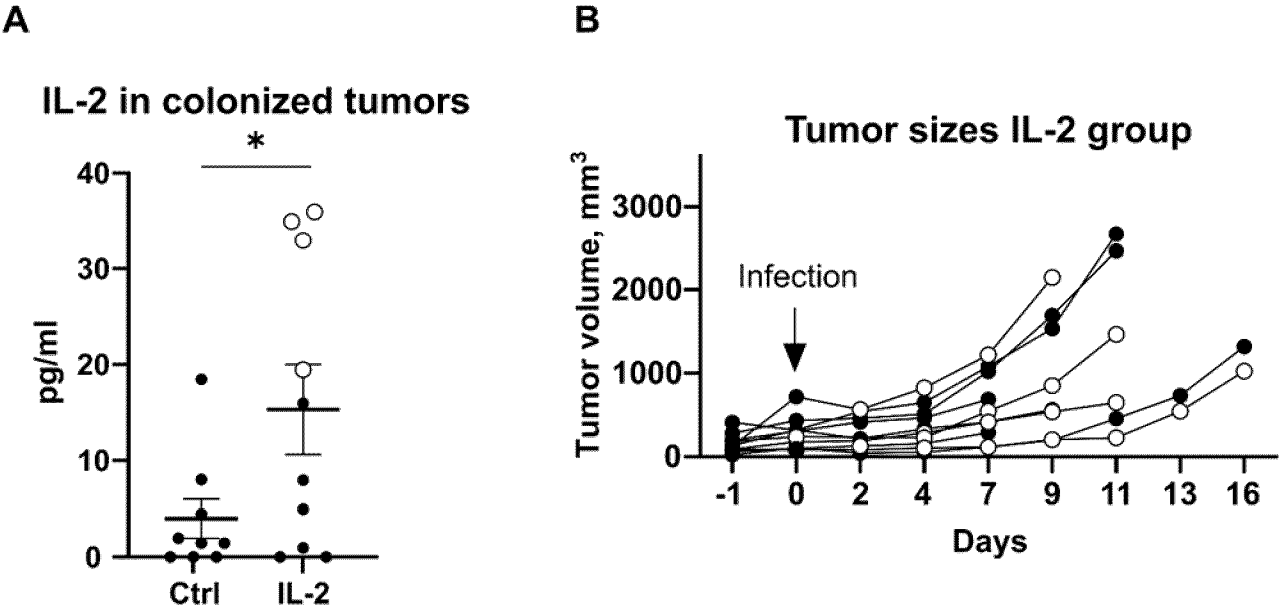 A
IL-2 in colonized tumors
*
40
30
20
10
0
pg/ml
Ctrl
IL-2
B
Tumor sizes IL-2 group
Tumor volume, mm³
3000
2000
1000
0
Infection
-1 0 2 4 7 9 11 13 16
Days